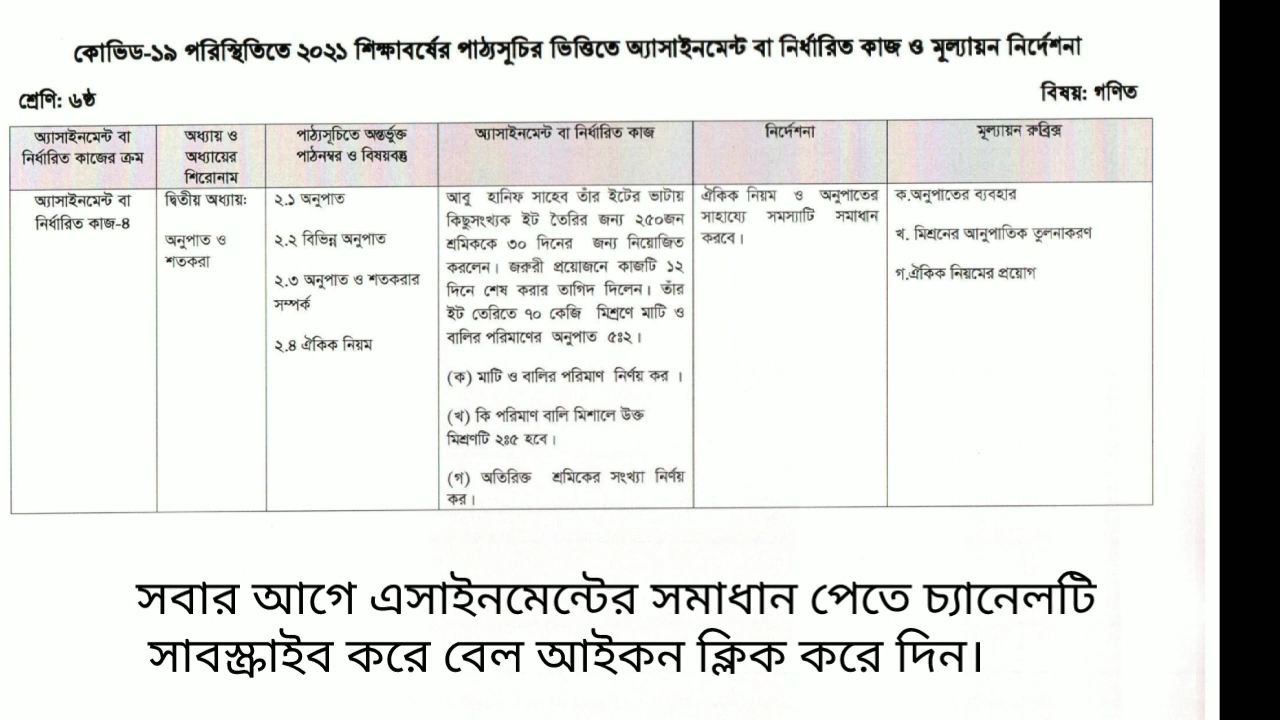 কোভিড-১৯ পরিস্থিতিতে ২০২১ শিক্ষাবর্ষের পাঠ্যসূচির ভিত্তিতে অ্যাসাইনমেন্ট বা নির্ধারিত কাজ ও মূল্যায়ন নির্দেশনা
শ্রেণি: ৬ষ্ঠ
বিষয়: গণিত
অ্যাসাইনমেন্ট বা
নির্ধারিত কাজের ক্রম
অধ্যায় ও
অধ্যায়ের
শিরোনাম
পাঠ্যসূচিতে অন্তর্ভুক্ত
পাঠনম্বর ও বিষয়বস্তু
অ্যাসাইনমেন্ট বা নির্ধারিত কাজ
নির্দেশনা
মূল্যায়ন রুব্রিক্স
অ্যাসাইনমেন্ট বা
নির্ধারিত কাজ-৪
দ্বিতীয় অধ্যায়:
অনুপাত ও
শতকরা
২.১ অনুপাত
২.২ বিভিন্ন অনুপাত
২.৩ অনুপাত ও শতকরার
সম্পর্ক
২.৪ ঐকিক নিয়ম
আবু হানিফ সাহেব তাঁর ইটের ভাটায়
কিছুসংখ্যক ইট তৈরির জন্য ২৫০জন
শ্রমিককে ৩০ দিনের জন্য নিয়োজিত
করলেন। জরুরী প্রয়োজনে কাজটি ১২
দিনে শেষ করার তাগিদ দিলেন। তাঁর
ইট তেরিতে ৭০ কেজি মিশ্রণে মাটি ও
বালির পরিমাণের অনুপাত ৫ঃ২।
(ক) মাটি ও বালির পরিমাণ নির্ণয় কর ।
(খ) কি পরিমাণ বালি মিশালে উক্ত
মিশ্রণটি ২ঃ৫ হবে।
(গ) অতিরিক্ত শ্রমিকের সংখ্যা নির্ণয়
কর।
ঐকিক নিয়ম ও অনুপাতের
সাহায্যে সমস্যাটি সমাধান
করবে।
ক.অনুপাতের ব্যবহার
খ. মিশ্রনের আনুপাতিক তুলনাকরণ
গ.ঐকিক নিয়মের প্রয়োগ
সবার আগে এসাইনমেন্টের সমাধান পেতে চ্যানেলটি
সাবস্ক্রাইব করে বেল আইকন ক্লিক করে দিন।